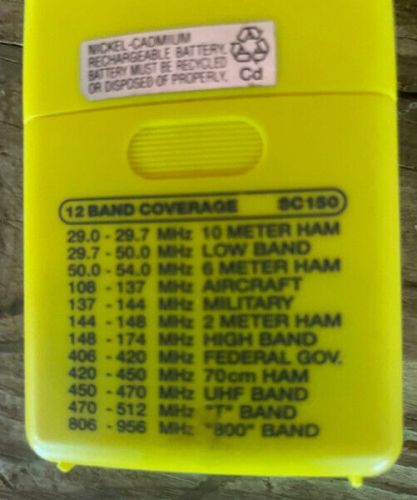 NICKEL-CADMIUM
RECHARGEABLE BATTERY.
BATTERY MUST BE RECYCLED
OR DISPOSED OF PROPERLY.
Cd
12 BAND COVERAGE SC150
29.0 - 29.7 MHz 10 METER HAM
29.7 - 50.0 MHz LOW BAND
50.0 - 54.0 MHz 6 METER HAM
108 - 137 MHz AIRCRAFT
137 - 144 MHz MILITARY
144 - 148 MHz 2 METER HAM
148 - 174 MHz HIGH BAND
406 - 420 MHz FEDERAL GOV.
420 - 450 MHz 70cm HAM
450 - 470 MHz UHF BAND
470 - 512 MHz "T" BAND
806 - 956 MHz "800" BAND